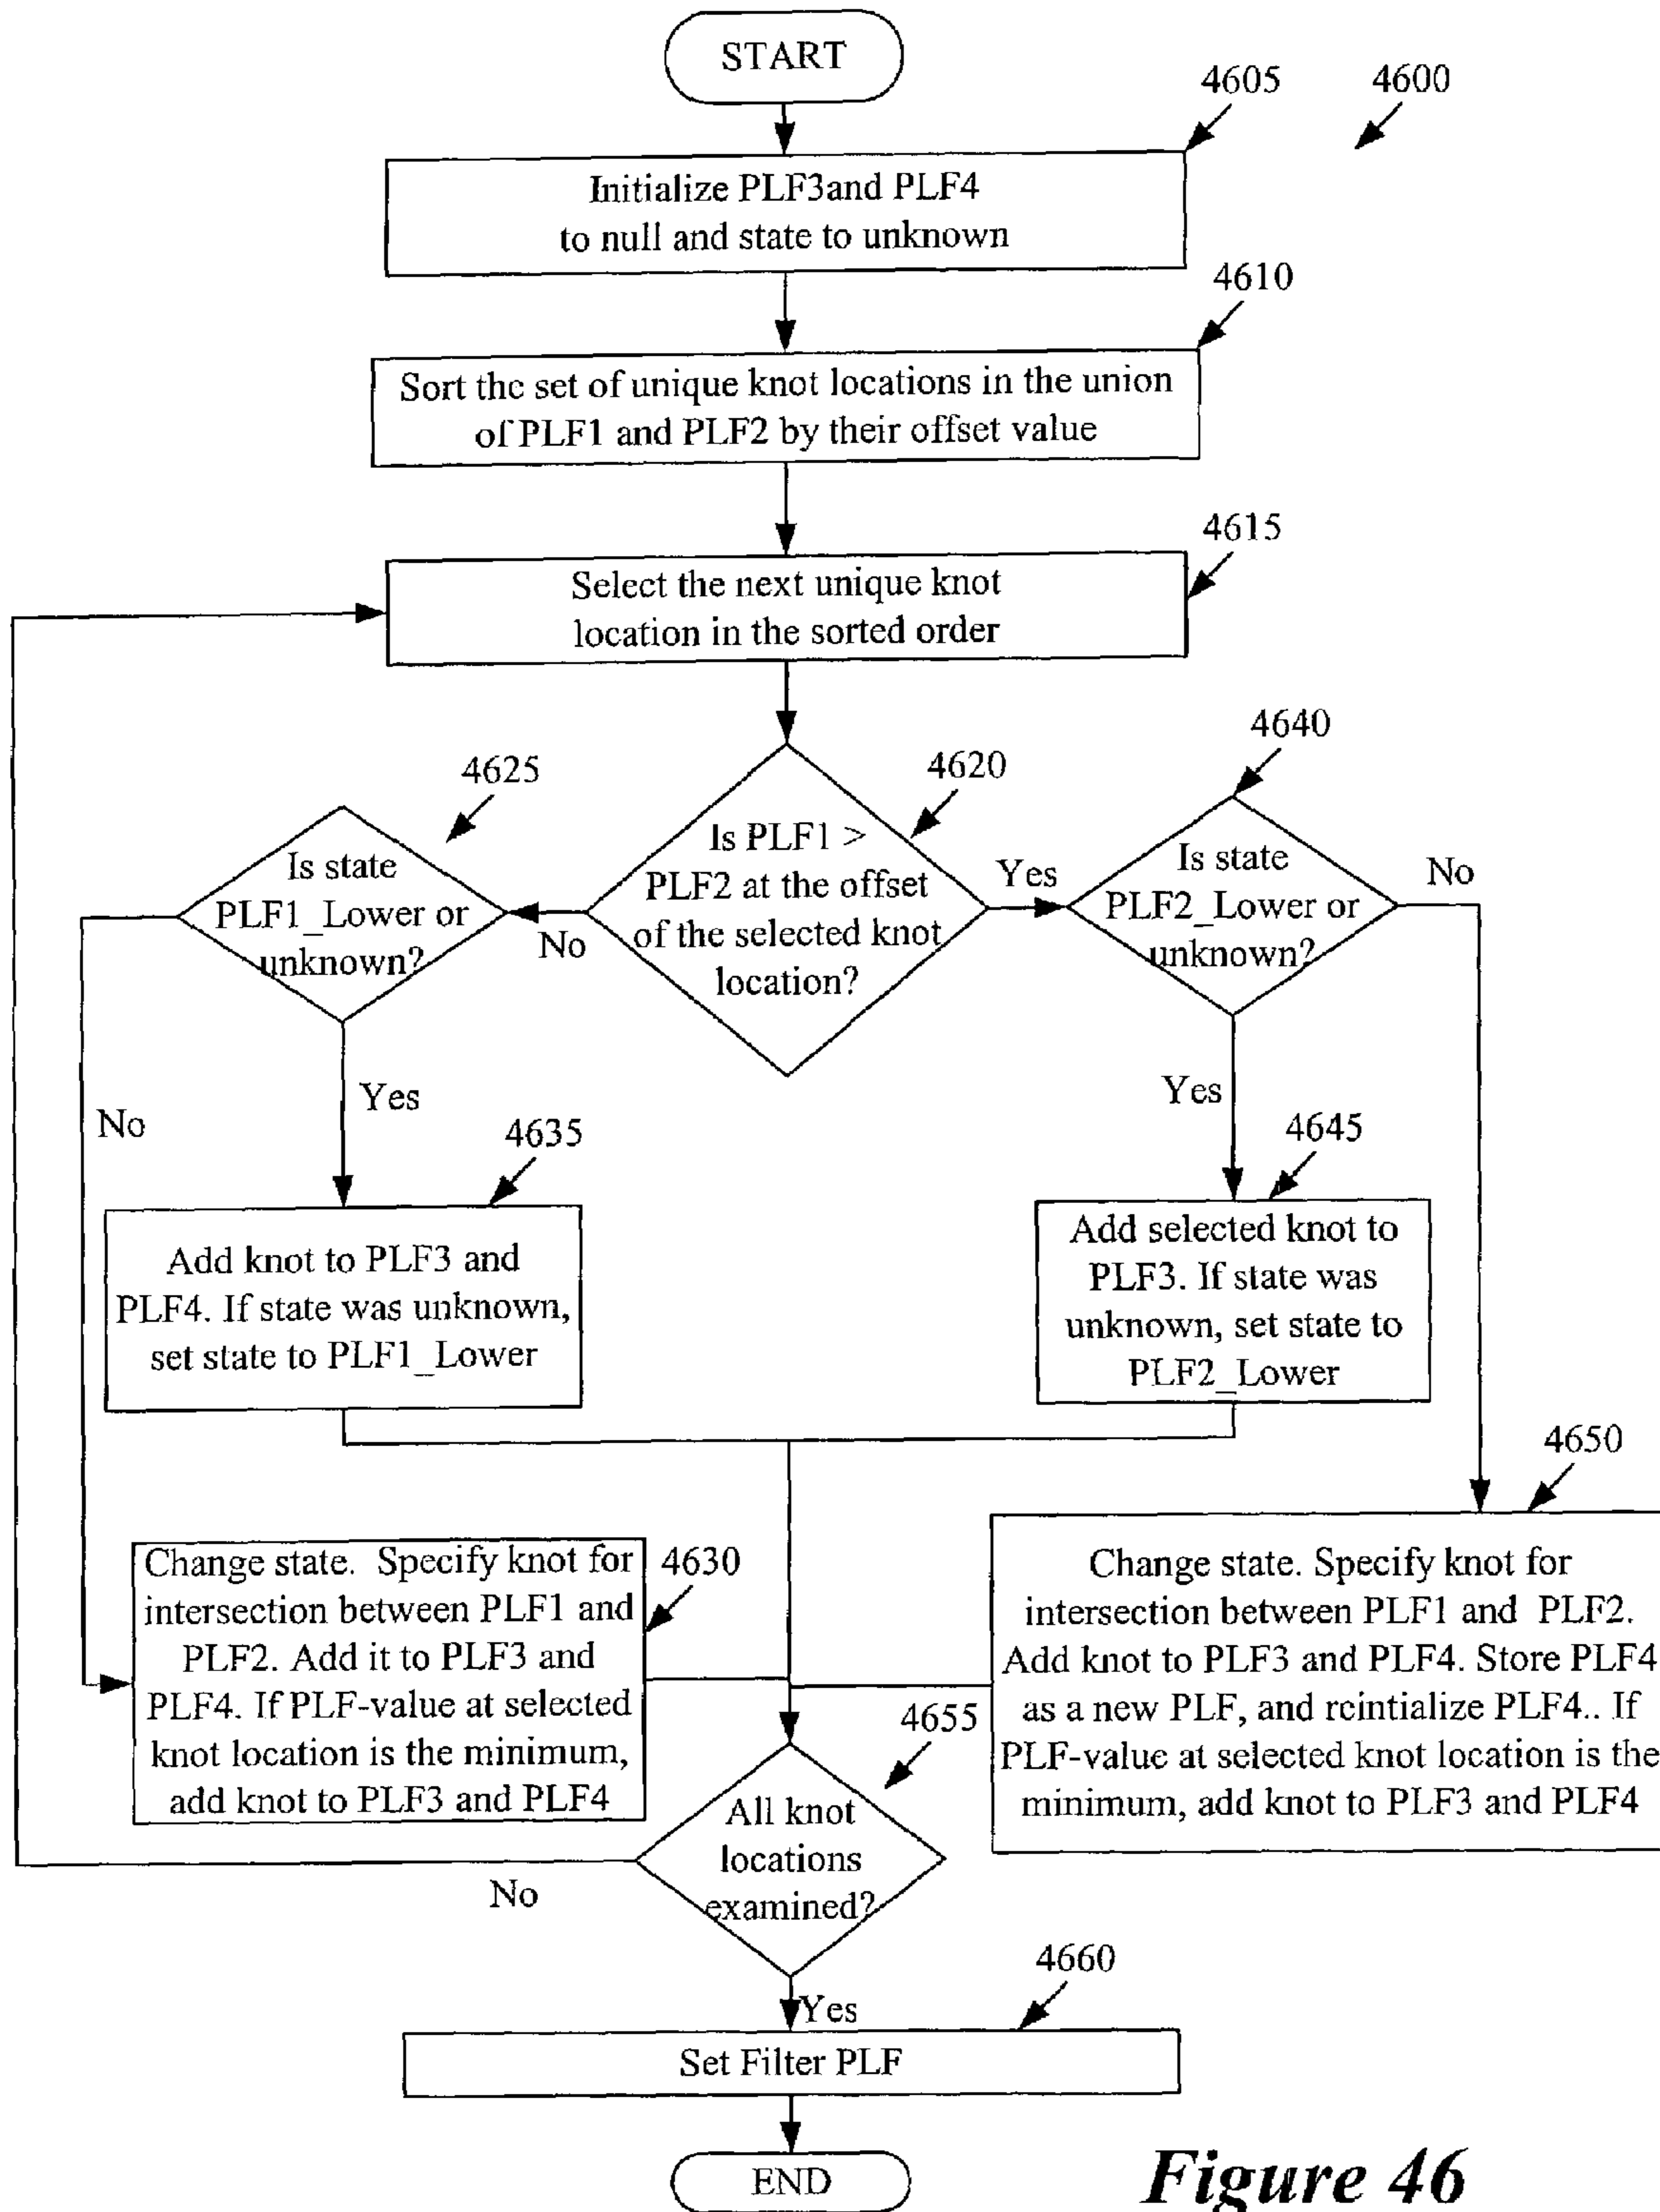 START
4605
4600
Initialize PLF3and PLF4
to null and state to unknown
4610
Sort the set of unique knot locations in the union
of PLF1 and PLF2 by their offset value
4615
Select the next unique knot
location in the sorted order
4625
4620
4640
Is state
PLF1_Lower or
unknown?
Is PLF1 >
PLF2 at the offset
of the selected knot
location?
Is state
PLF2_Lower or
unknown?
No
Yes
No
No
Yes
Yes
4635
4645
Add knot to PLF3 and
PLF4. If state was unknown,
set state to PLF1_Lower
Add selected knot to
PLF3. If state was
unknown, set state to
PLF2_Lower
4630
4650
Change state. Specify knot for
intersection between PLF1 and
PLF2. Add it to PLF3 and
PLF4. If PLF-value at selected
knot location is the minimum,
add knot to PLF3 and PLF4
Change state. Specify knot for
intersection between PLF1 and PLF2.
Add knot to PLF3 and PLF4. Store PLF4
as a new PLF, and reintialize PLF4.. If
PLF-value at selected knot location is the
minimum, add knot to PLF3 and PLF4
4655
All knot
locations
examined?
No
Yes
4660
Set Filter PLF
END
Figure 46